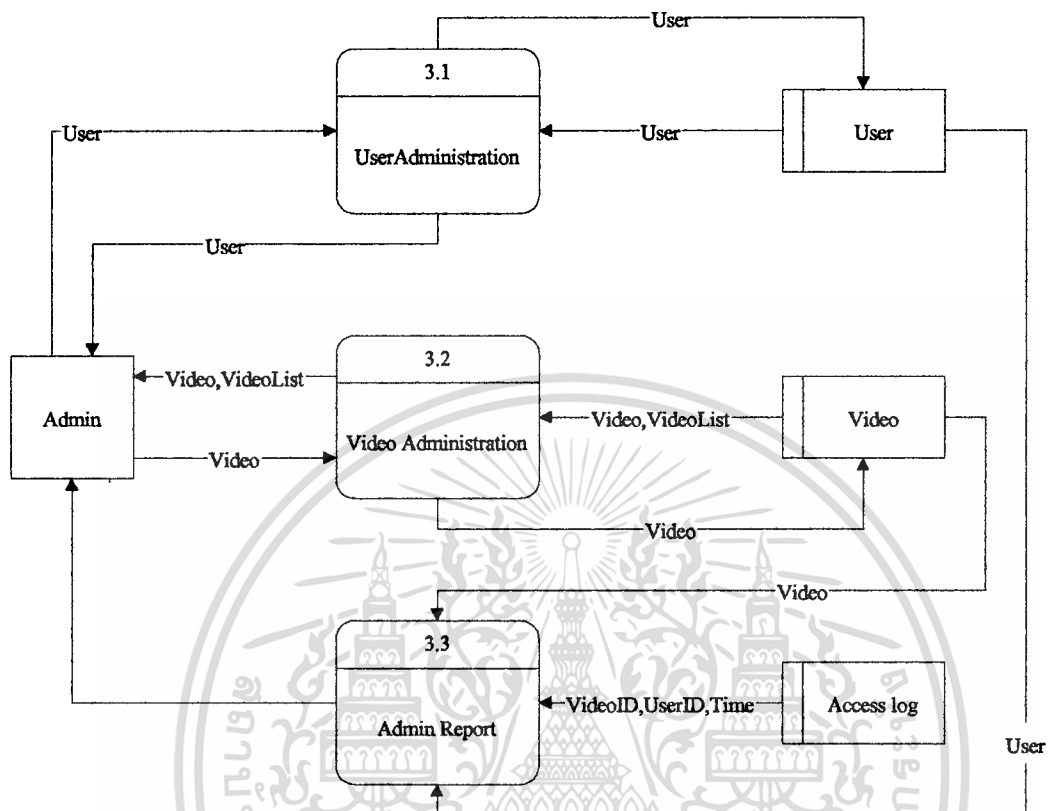 User
3.1
User
User
User
UserAdministration
User
3.2
Video,VideoList
Video,VideoList
Video
Admin
Video Administration
Video
Video
Video
3.3
VideoID,UserID,Time
Access log
Admin Report
User